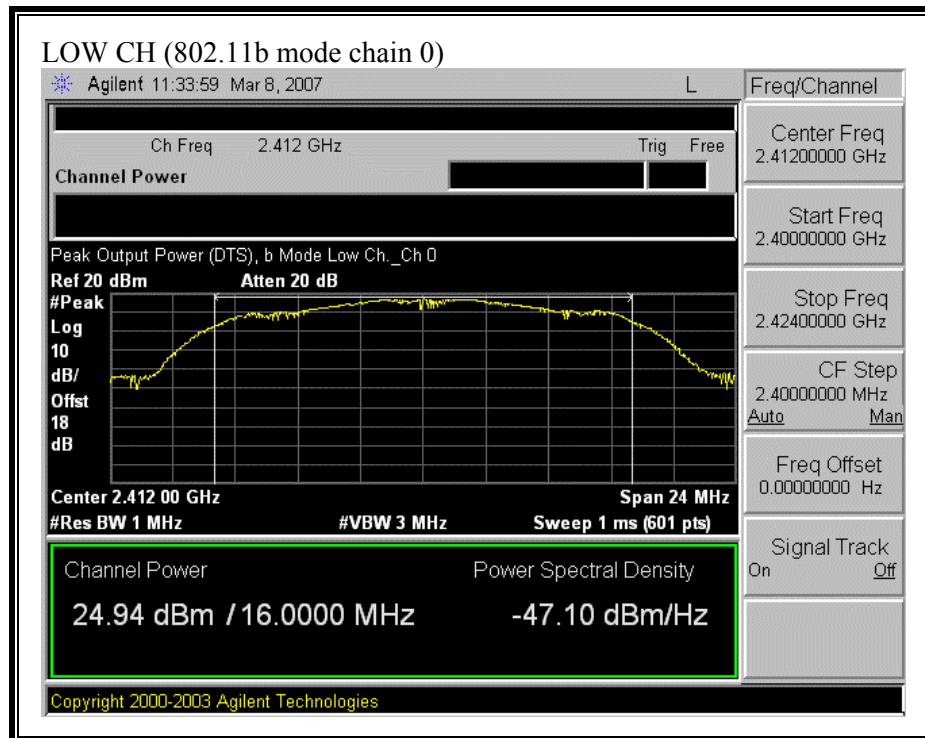 LOW CH (802.11b mode chain 0)
Agilent 11:33:59 Mar 8, 2007 L
Freq/Channel
Ch Freq 2.412 GHz Trig Free
Channel Power
Center Freq
2.41200000 GHz
Start Freq
2.40000000 GHz
Stop Freq
2.42400000 GHz
CF Step
2.40000000 MHz
Auto Man
Freq Offset
0.00000000 Hz
Signal Track
On Off
Peak Output Power (DTS), b Mode Low Ch._Ch 0
Ref 20 dBm Atten 20 dB
#Peak
Log
10
dB/
Offst
18
dB
Center 2.412 00 GHz Span 24 MHz
#Res BW 1 MHz #VBW 3 MHz Sweep 1 ms (601 pts)
Channel Power Power Spectral Density
24.94 dBm / 16.0000 MHz -47.10 dBm/Hz
Copyright 2000-2003 Agilent Technologies